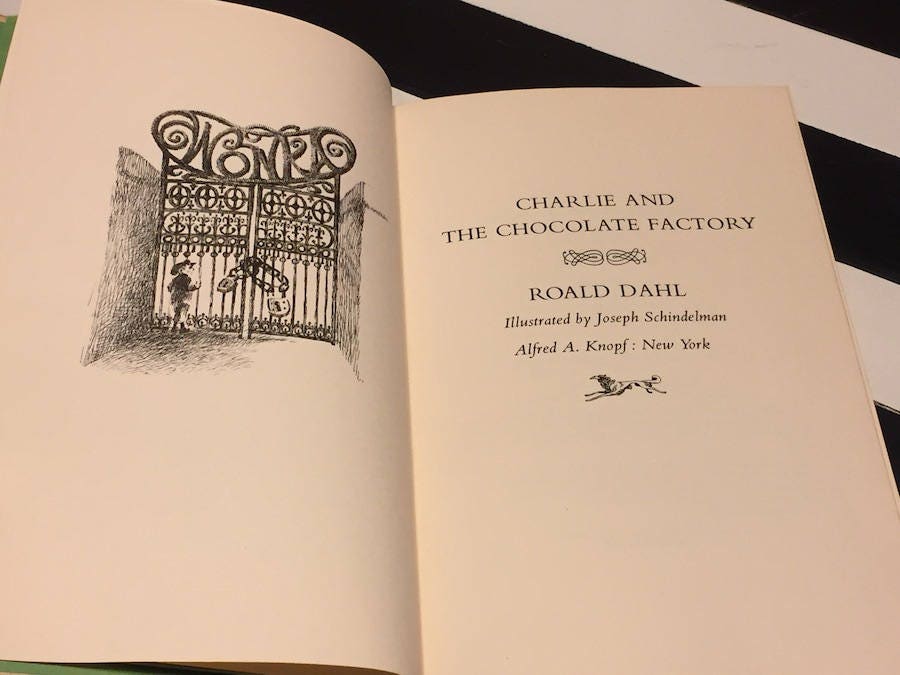 WONKA
CHARLIE AND
THE CHOCOLATE FACTORY
ROALD DAHL
Illustrated by Joseph Schindelman
Alfred A. Knopf : New York